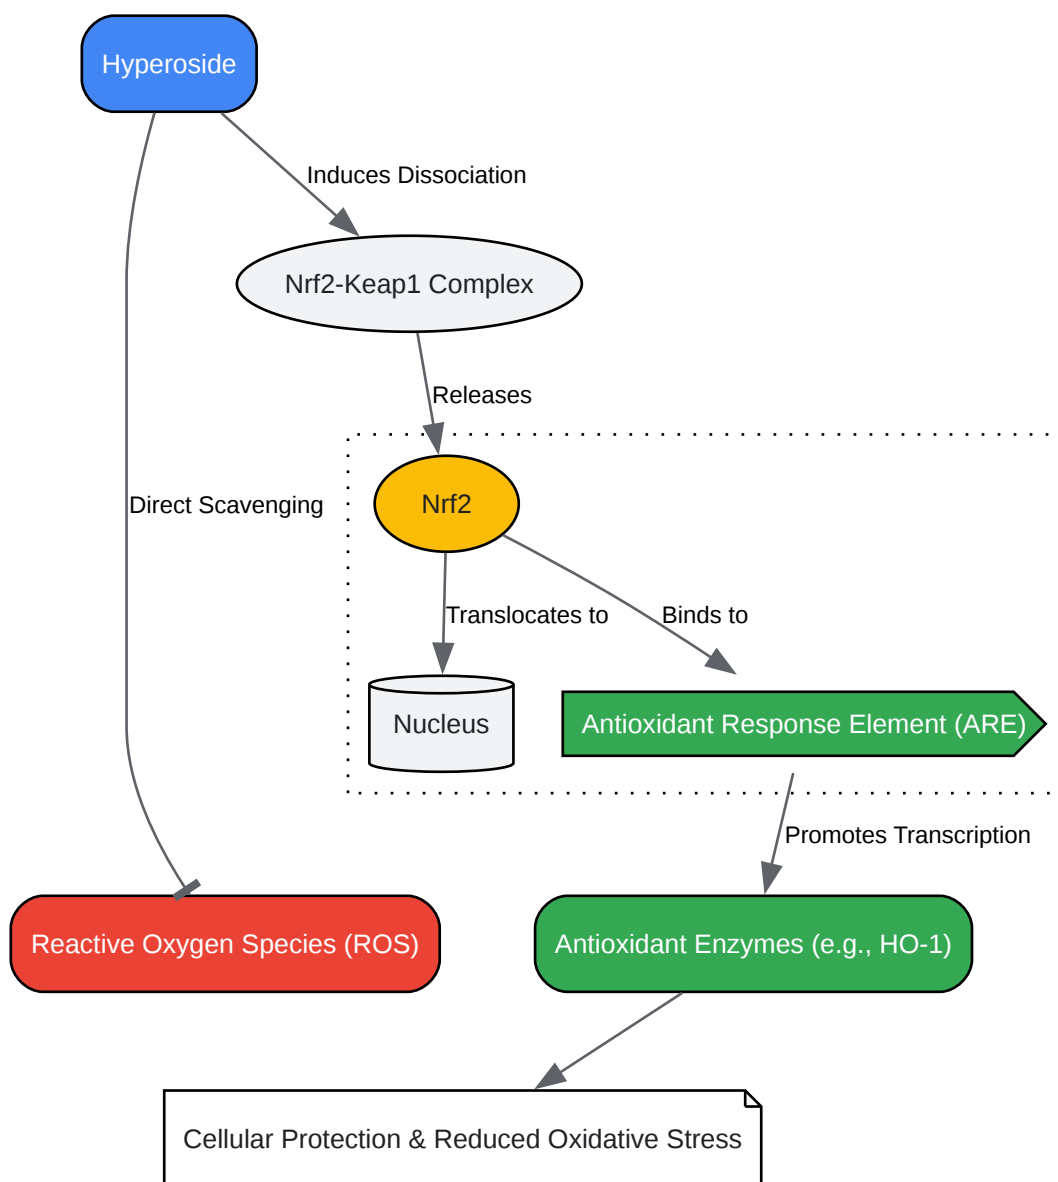 Hyperoside
Induces Dissociation
Nrf2-Keap1 Complex
Releases
Direct Scavenging
Nrf2
Translocates to
Binds to
Nucleus
Antioxidant Response Element (ARE)
Promotes Transcription
Reactive Oxygen Species (ROS)
Antioxidant Enzymes (e.g., HO-1)
Cellular Protection & Reduced Oxidative Stress